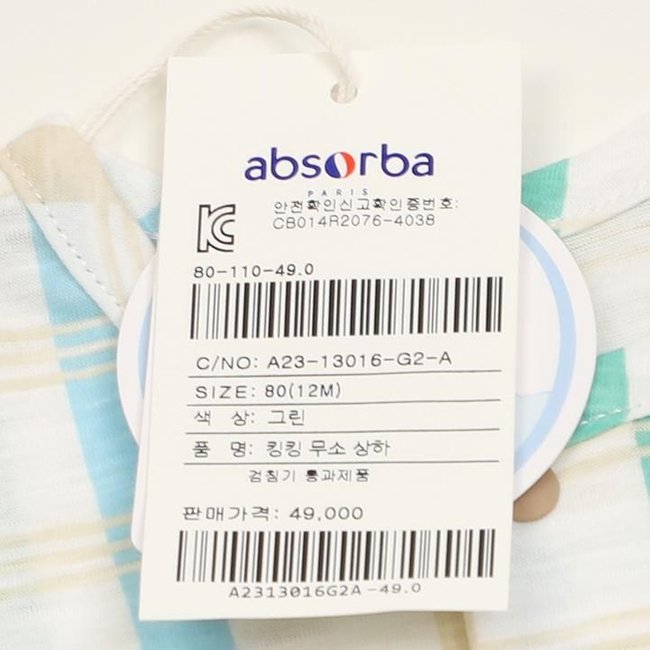 absorba
PARIS
안전확인신고확인증번호:
CB014R2076-4038
80-110-49.0
C/NO: A23-13016-G2-A
SIZE: 80(12M)
색 상: 그린
품 명: 킹킹 무소 상하
검침기 통과제품
판매가격: 49,000
A2313016G2A-49.0